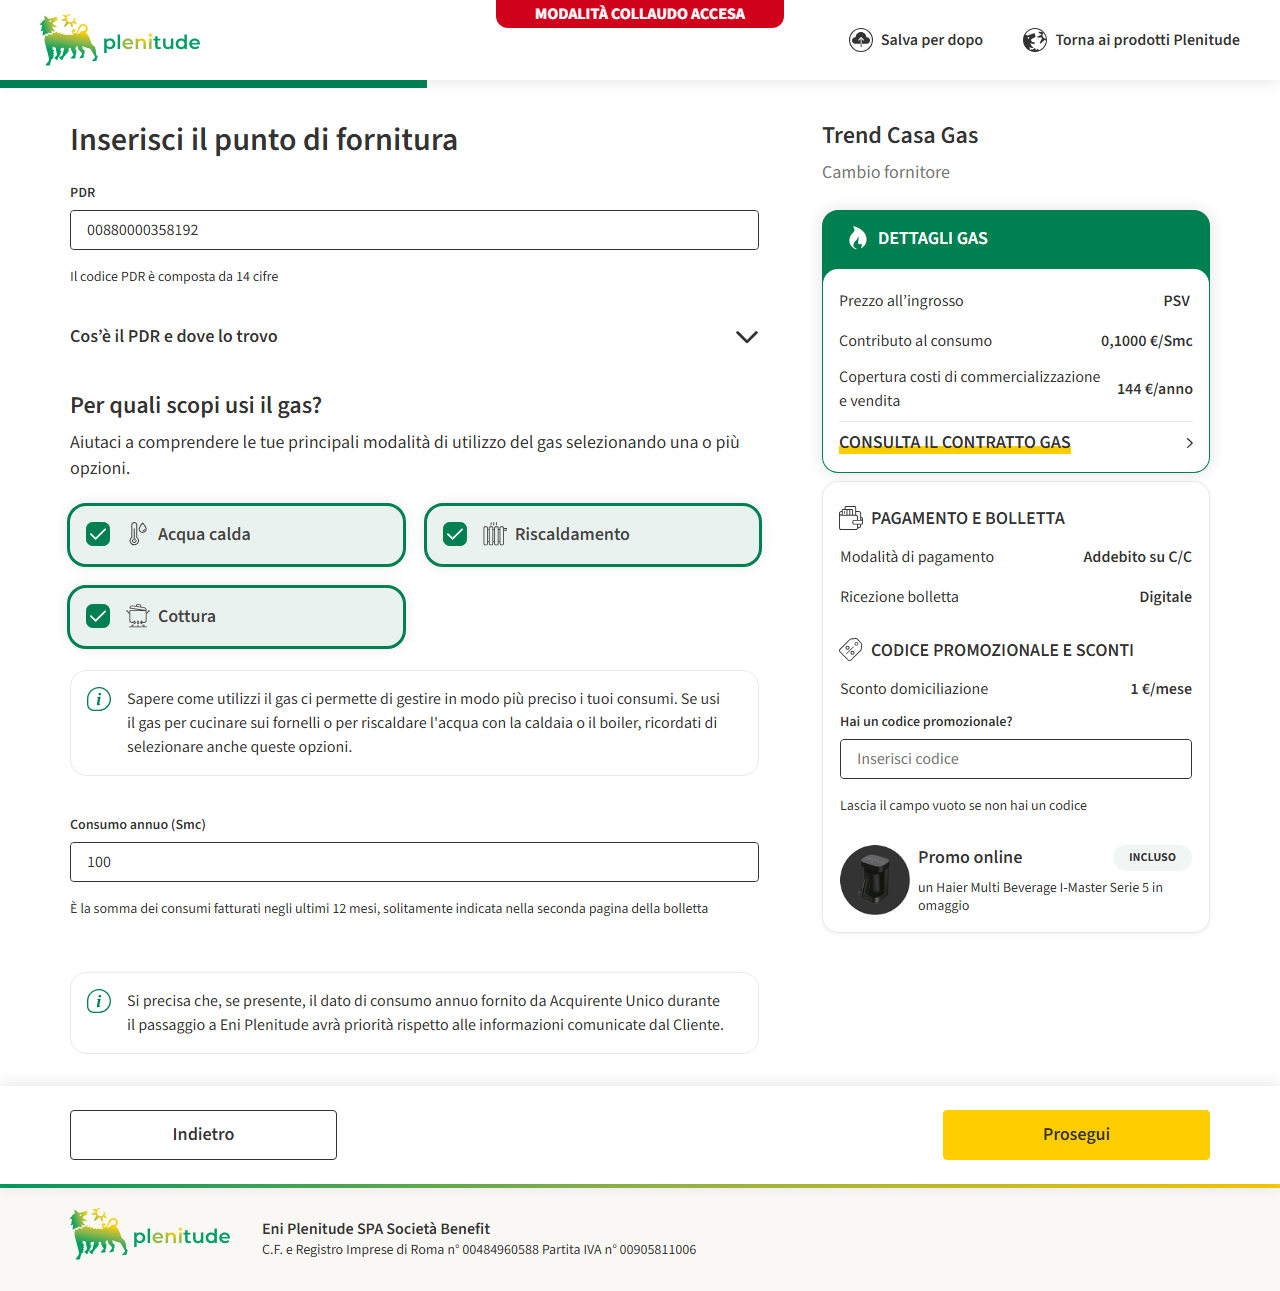 MODALITÀ COLLAUDO ACCESA
plenitude
Salva per dopo
Torna ai prodotti Plenitude
Inserisci il punto di fornitura
PDR
00880000358192
Il codice PDR è composta da 14 cifre
Cos’è il PDR e dove lo trovo
Per quali scopi usi il gas?
Aiutaci a comprendere le tue principali modalità di utilizzo del gas selezionando una o più
opzioni.
Acqua calda
Riscaldamento
Cottura
Sapere come utilizzi il gas ci permette di gestire in modo più preciso i tuoi consumi. Se usi
il gas per cucinare sui fornelli o per riscaldare l'acqua con la caldaia o il boiler, ricordati di
selezionare anche queste opzioni.
Consumo annuo (Smc)
100
È la somma dei consumi fatturati negli ultimi 12 mesi, solitamente indicata nella seconda pagina della bolletta
Si precisa che, se presente, il dato di consumo annuo fornito da Acquirente Unico durante
il passaggio a Eni Plenitude avrà priorità rispetto alle informazioni comunicate dal Cliente.
Trend Casa Gas
Cambio fornitore
DETTAGLI GAS
Prezzo all’ingrosso PSV
Contributo al consumo 0,1000 €/Smc
Copertura costi di commercializzazione
e vendita 144 €/anno
CONSULTA IL CONTRATTO GAS
PAGAMENTO E BOLLETTA
Modalità di pagamento Addebito su C/C
Ricezione bolletta Digitale
CODICE PROMOZIONALE E SCONTI
Sconto domiciliazione 1 €/mese
Hai un codice promozionale?
Inserisci codice
Lascia il campo vuoto se non hai un codice
Promo online INCLUSO
un Haier Multi Beverage I-Master Serie 5 in
omaggio
Indietro
Prosegui
plenitude
Eni Plenitude SPA Società Benefit
C.F. e Registro Imprese di Roma n° 00484960588 Partita IVA n° 00905811006